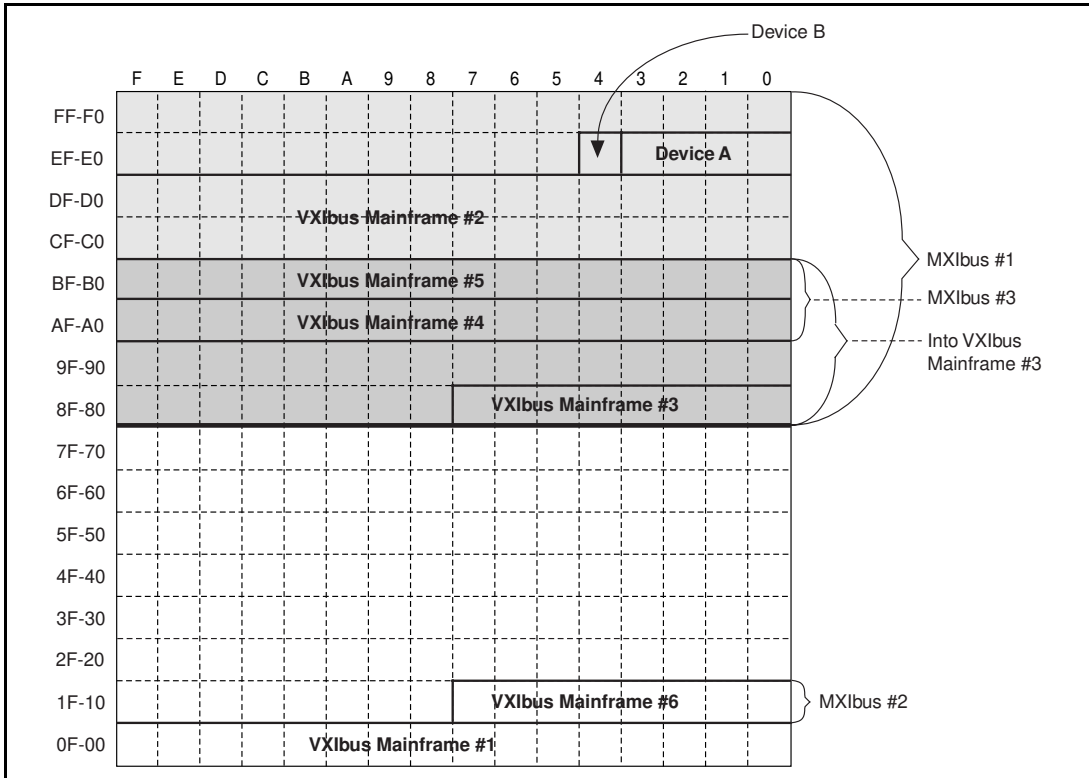 Device B
F E D C B A 9 8 7 6 5 4 3 2 1 0
FF-F0
EF-E0 Device A
DF-D0
VXIbus Mainframe #2
CF-C0
MXIbus #1
BF-B0 VXIbus Mainframe #5
MXIbus #3
AF-A0 VXIbus Mainframe #4
Into VXIbus
Mainframe #3
9F-90
8F-80 VXIbus Mainframe #3
7F-70
6F-60
5F-50
4F-40
3F-30
2F-20
1F-10 VXIbus Mainframe #6 MXIbus #2
0F-00 VXIbus Mainframe #1